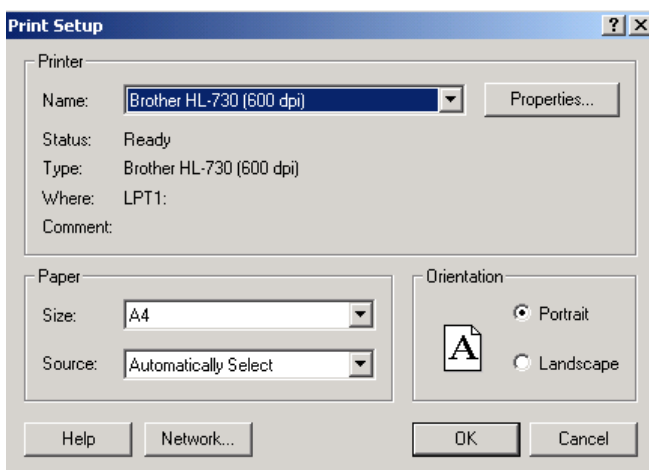 Print Setup
Printer
Name: Brother HL-730 (600 dpi) Properties...
Status: Ready
Type: Brother HL-730 (600 dpi)
Where: LPT1:
Comment:
Paper
Size: A4
Source: Automatically Select
Orientation
A
Portrait
Landscape
Help Network... OK Cancel